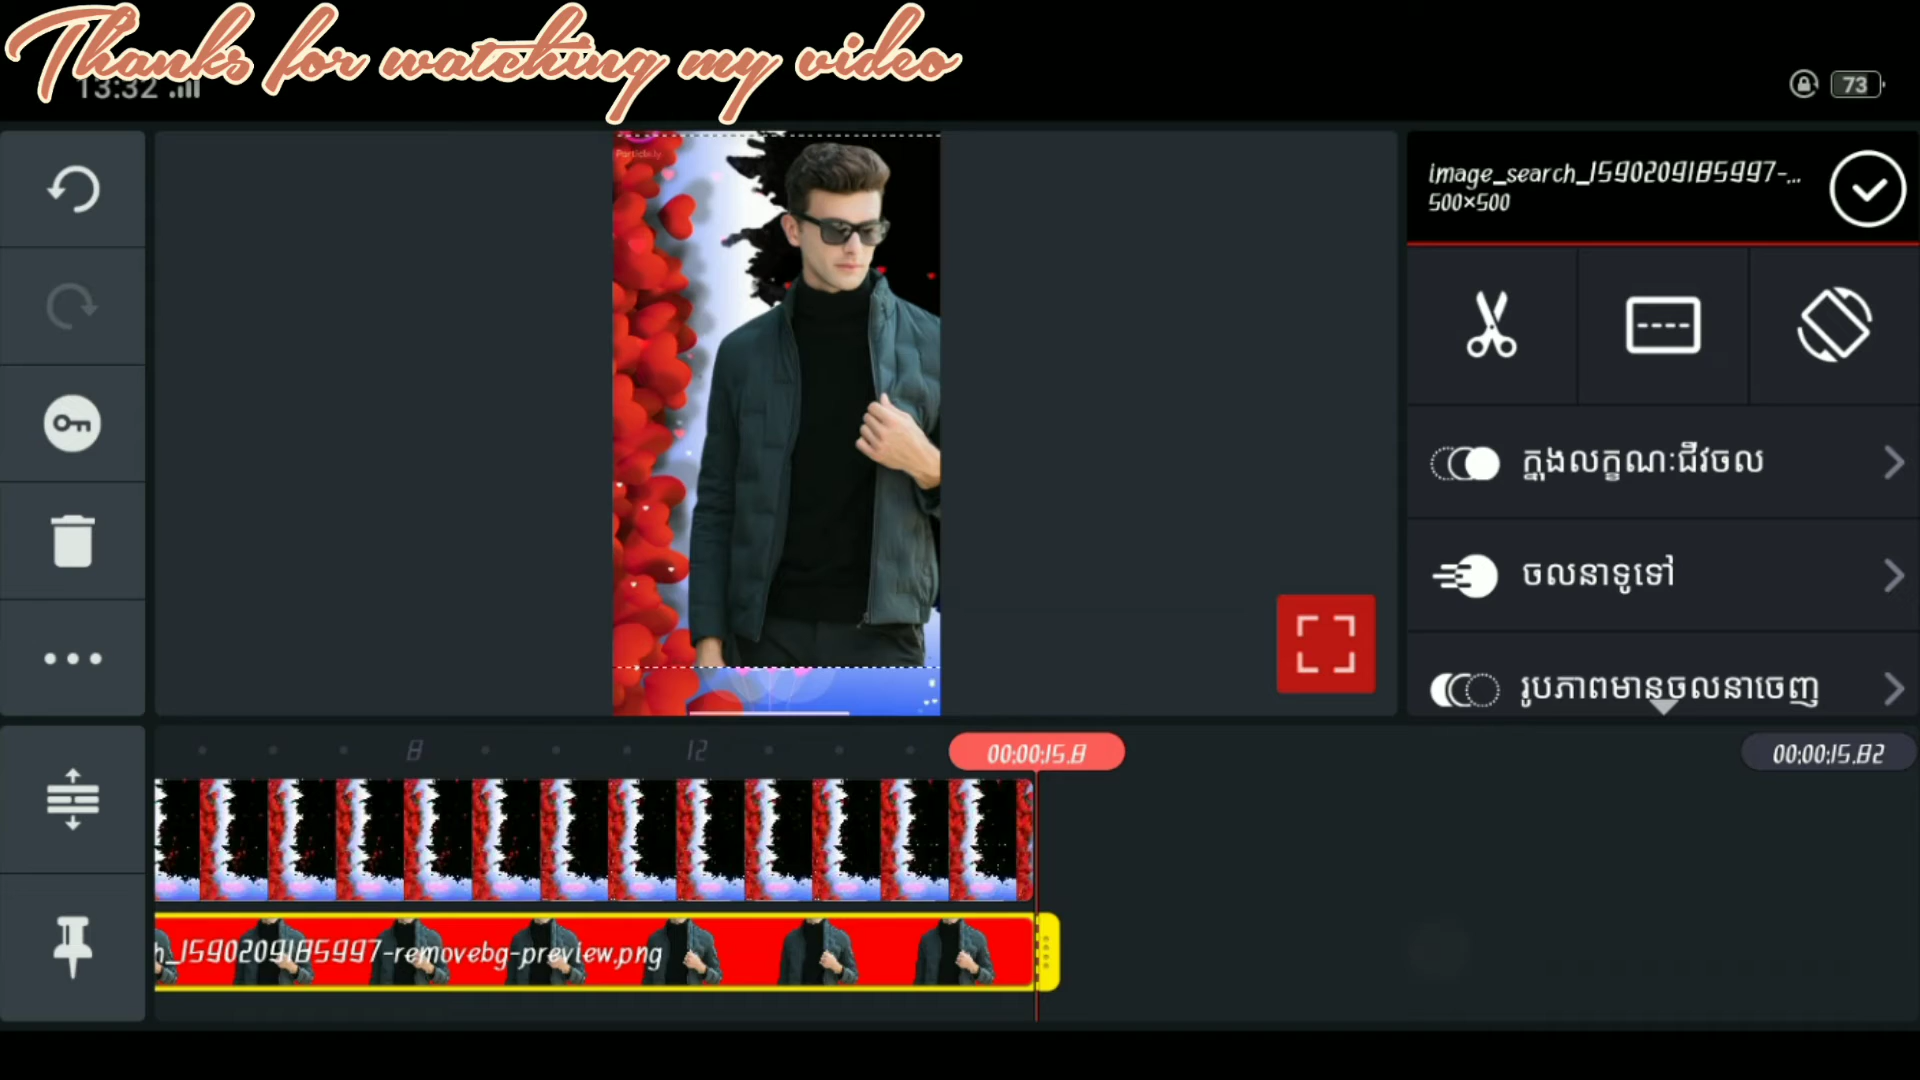 Thanks for watching my video
13:32
73
Particle.ly
image_search_1590209185997-...
500×500
ក្នុងលក្ខណៈជីវចល
ចលនាទូទៅ
រូបភាពមានចលនាចេញ
8
12
00:00:15.8
00:00:15.82
h_1590209185997-removebg-preview.png